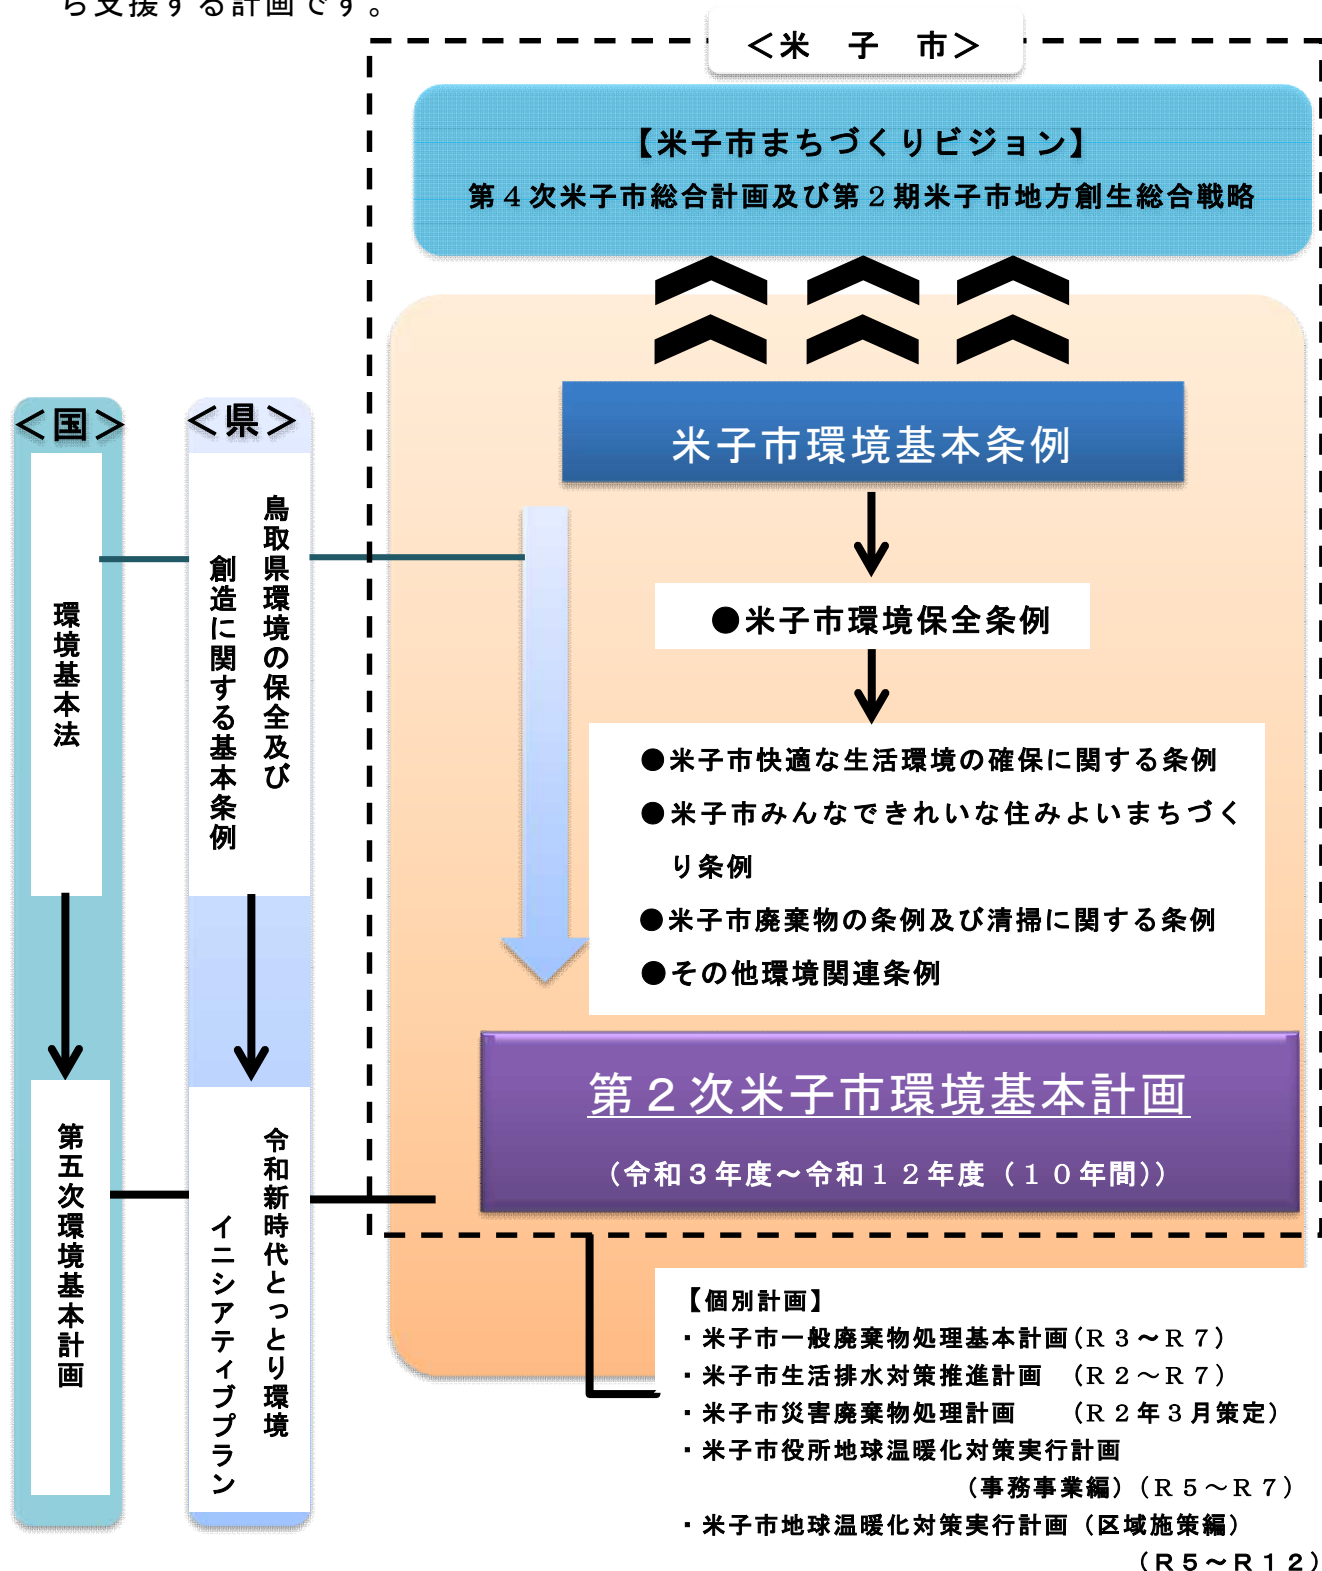 ら支援する計画です。
＜米　子　市＞
【米子市まちづくりビジョン】
第４次米子市総合計画及び第２期米子市地方創生総合戦略
＜国＞
環境基本法
第五次環境基本計画
＜県＞
鳥取県環境の保全及び
創造に関する基本条例
令和新時代とっとり環境
イニシアティブプラン
米子市環境基本条例
●米子市環境保全条例
●米子市快適な生活環境の確保に関する条例
●米子市みんなできれいな住みよいまちづく
り条例
●米子市廃棄物の条例及び清掃に関する条例
●その他環境関連条例
第２次米子市環境基本計画
（令和３年度～令和１２年度（１０年間））
【個別計画】
・米子市一般廃棄物処理基本計画（Ｒ３～Ｒ７）
・米子市生活排水対策推進計画　（Ｒ２～Ｒ７）
・米子市災害廃棄物処理計画　　（Ｒ２年３月策定）
・米子市役所地球温暖化対策実行計画
（事務事業編）（Ｒ５～Ｒ７）
・米子市地球温暖化対策実行計画（区域施策編）
（Ｒ５～Ｒ１２）